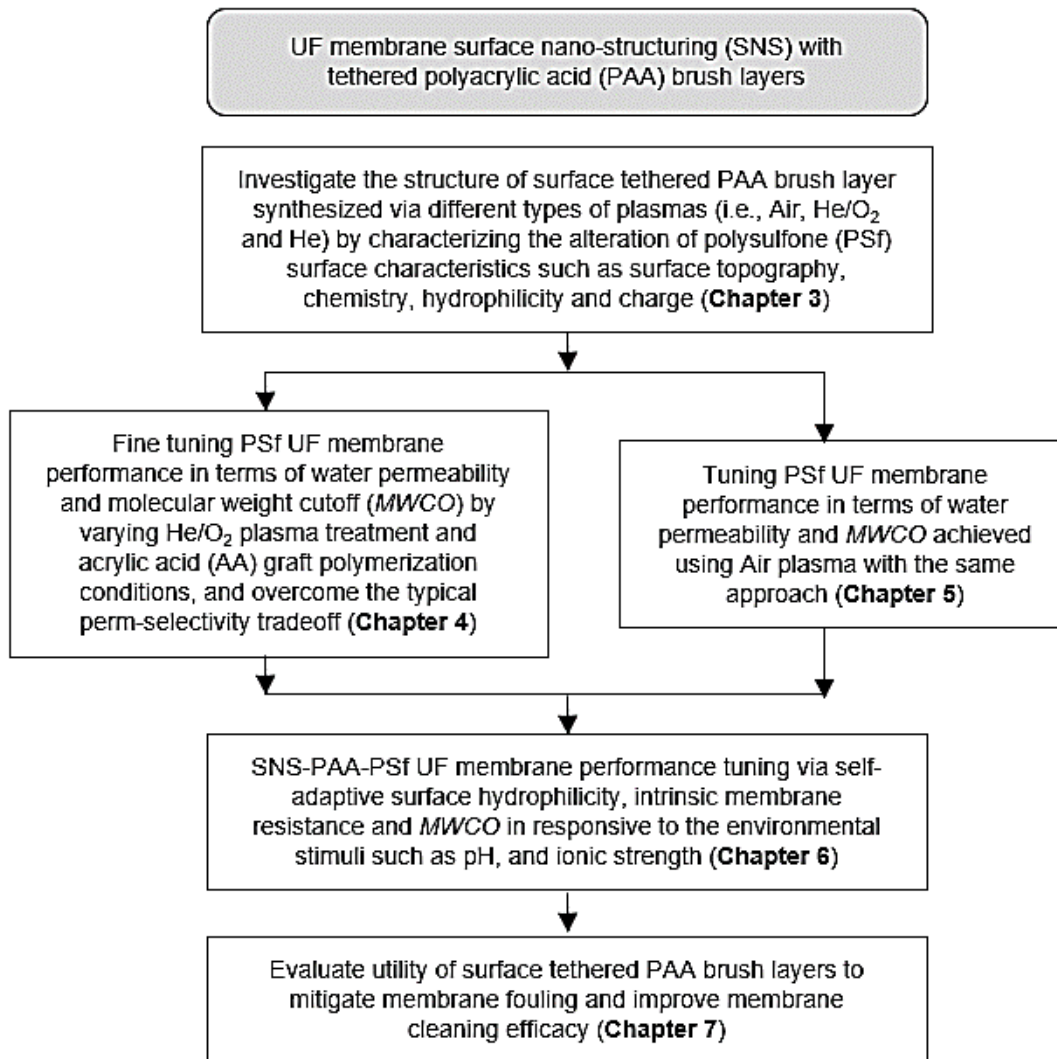 UF membrane surface nano-structuring (SNS) with
tethered polyacrylic acid (PAA) brush layers
Investigate the structure of surface tethered PAA brush layer
synthesized via different types of plasmas (i.e., Air, He/O₂
and He) by characterizing the alteration of polysulfone (PSf)
surface characteristics such as surface topography,
chemistry, hydrophilicity and charge (Chapter 3)
Fine tuning PSf UF membrane
performance in terms of water permeability
and molecular weight cutoff (MWCO) by
varying He/O₂ plasma treatment and
acrylic acid (AA) graft polymerization
conditions, and overcome the typical
perm-selectivity tradeoff (Chapter 4)
Tuning PSf UF membrane
performance in terms of water
permeability and MWCO achieved
using Air plasma with the same
approach (Chapter 5)
SNS-PAA-PSf UF membrane performance tuning via self-
adaptive surface hydrophilicity, intrinsic membrane
resistance and MWCO in responsive to the environmental
stimuli such as pH, and ionic strength (Chapter 6)
Evaluate utility of surface tethered PAA brush layers to
mitigate membrane fouling and improve membrane
cleaning efficacy (Chapter 7)